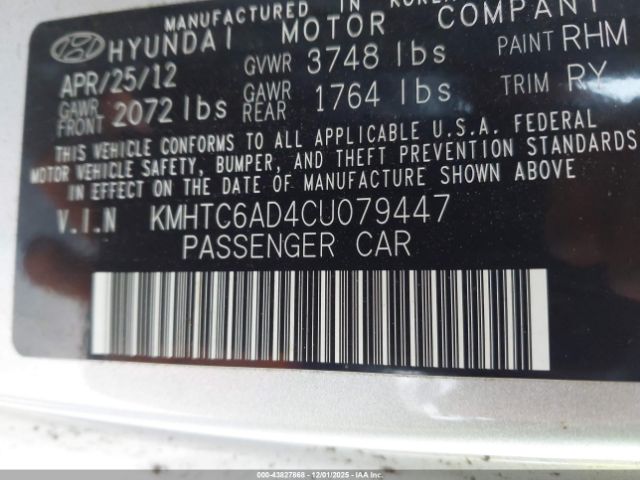 MANUFACTURED IN KOREA
HYUNDAI MOTOR COMPANY
APR/25/12 GVWR 3748 lbs PAINT RHM
GAWR FRONT 2072 lbs GAWR REAR 1764 lbs TRIM RY
THIS VEHICLE CONFORMS TO ALL APPLICABLE U.S.A. FEDERAL
MOTOR VEHICLE SAFETY, BUMPER, AND THEFT PREVENTION STANDARDS
IN EFFECT ON THE DATE OF MANUFACTURE SHOWN ABOVE
V.I.N KMHTC6AD4CU079447
PASSENGER CAR
000-43827868 | 12/01/2025 - IAA Inc. - Copart